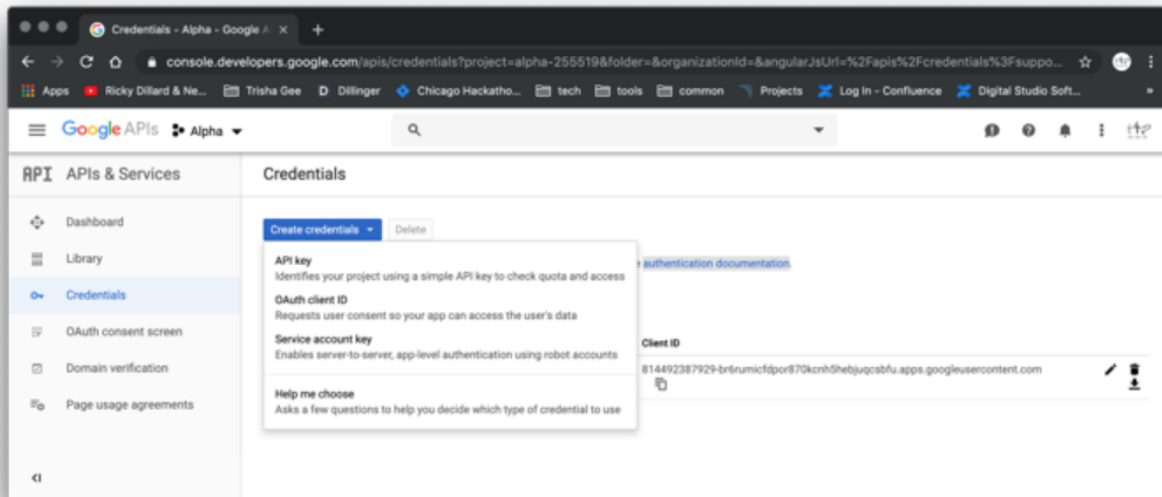 Credentials - Alpha - Google A
console.developers.google.com/apis/credentials?project=alpha-255519&folder=&organizationId=&angularJsUrl=%2Fapis%2Fcredentials%3Fsuppo...
Apps Ricky Dillard & Ne... Trisha Gee Dillinger Chicago Hackatho... tech tools common Projects Log In - Confluence Digital Studio Soft...
Google APIs Alpha
API APIs & Services Credentials
Dashboard
Create credentials Delete
Library
API key
Identifies your project using a simple API key to check quota and access
authentication documentation.
Credentials
OAuth client ID
Requests user consent so your app can access the user's data
OAuth consent screen
Service account key
Enables server-to-server, app-level authentication using robot accounts
Client ID
Domain verification
814492387929-br6rumicfdpor870kcnh5hebjuqcsbfu.apps.googleusercontent.com
Help me choose
Asks a few questions to help you decide which type of credential to use
Page usage agreements